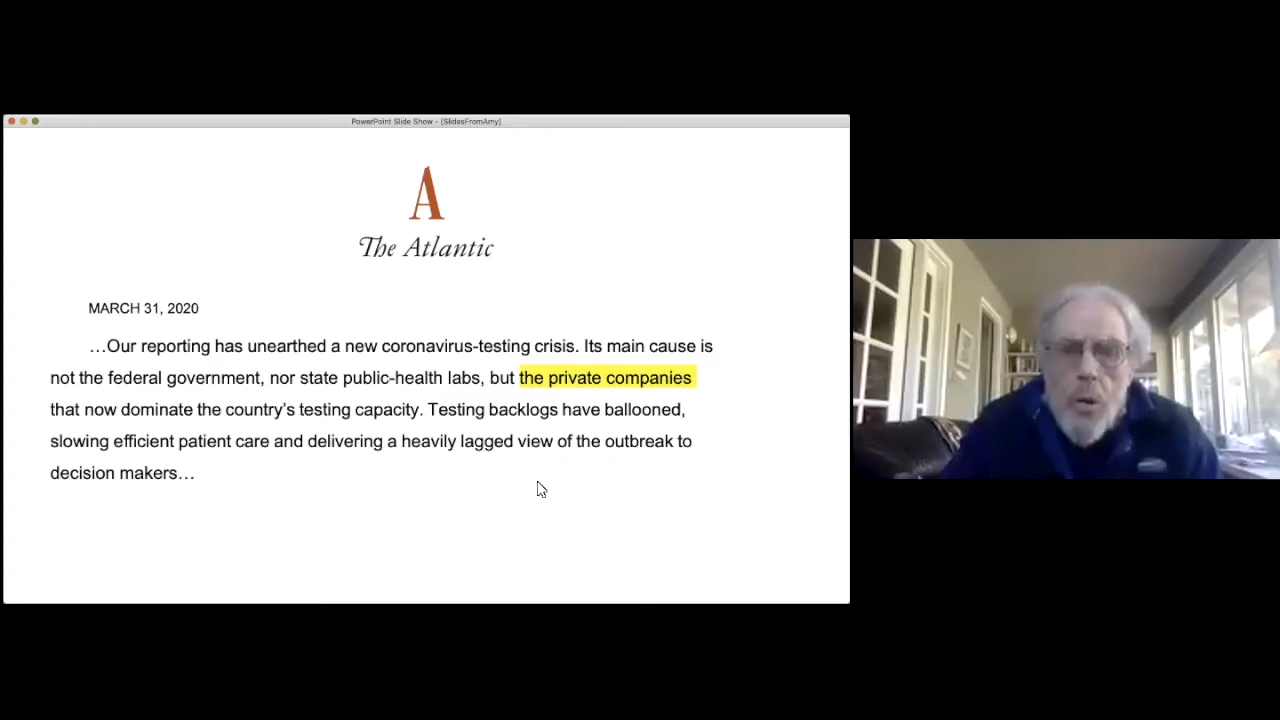 PowerPoint Slide Show - [SlidesFromAmy]
A
The Atlantic
MARCH 31, 2020
…Our reporting has unearthed a new coronavirus-testing crisis. Its main cause is
not the federal government, nor state public-health labs, but the private companies
that now dominate the country’s testing capacity. Testing backlogs have ballooned,
slowing efficient patient care and delivering a heavily lagged view of the outbreak to
decision makers…